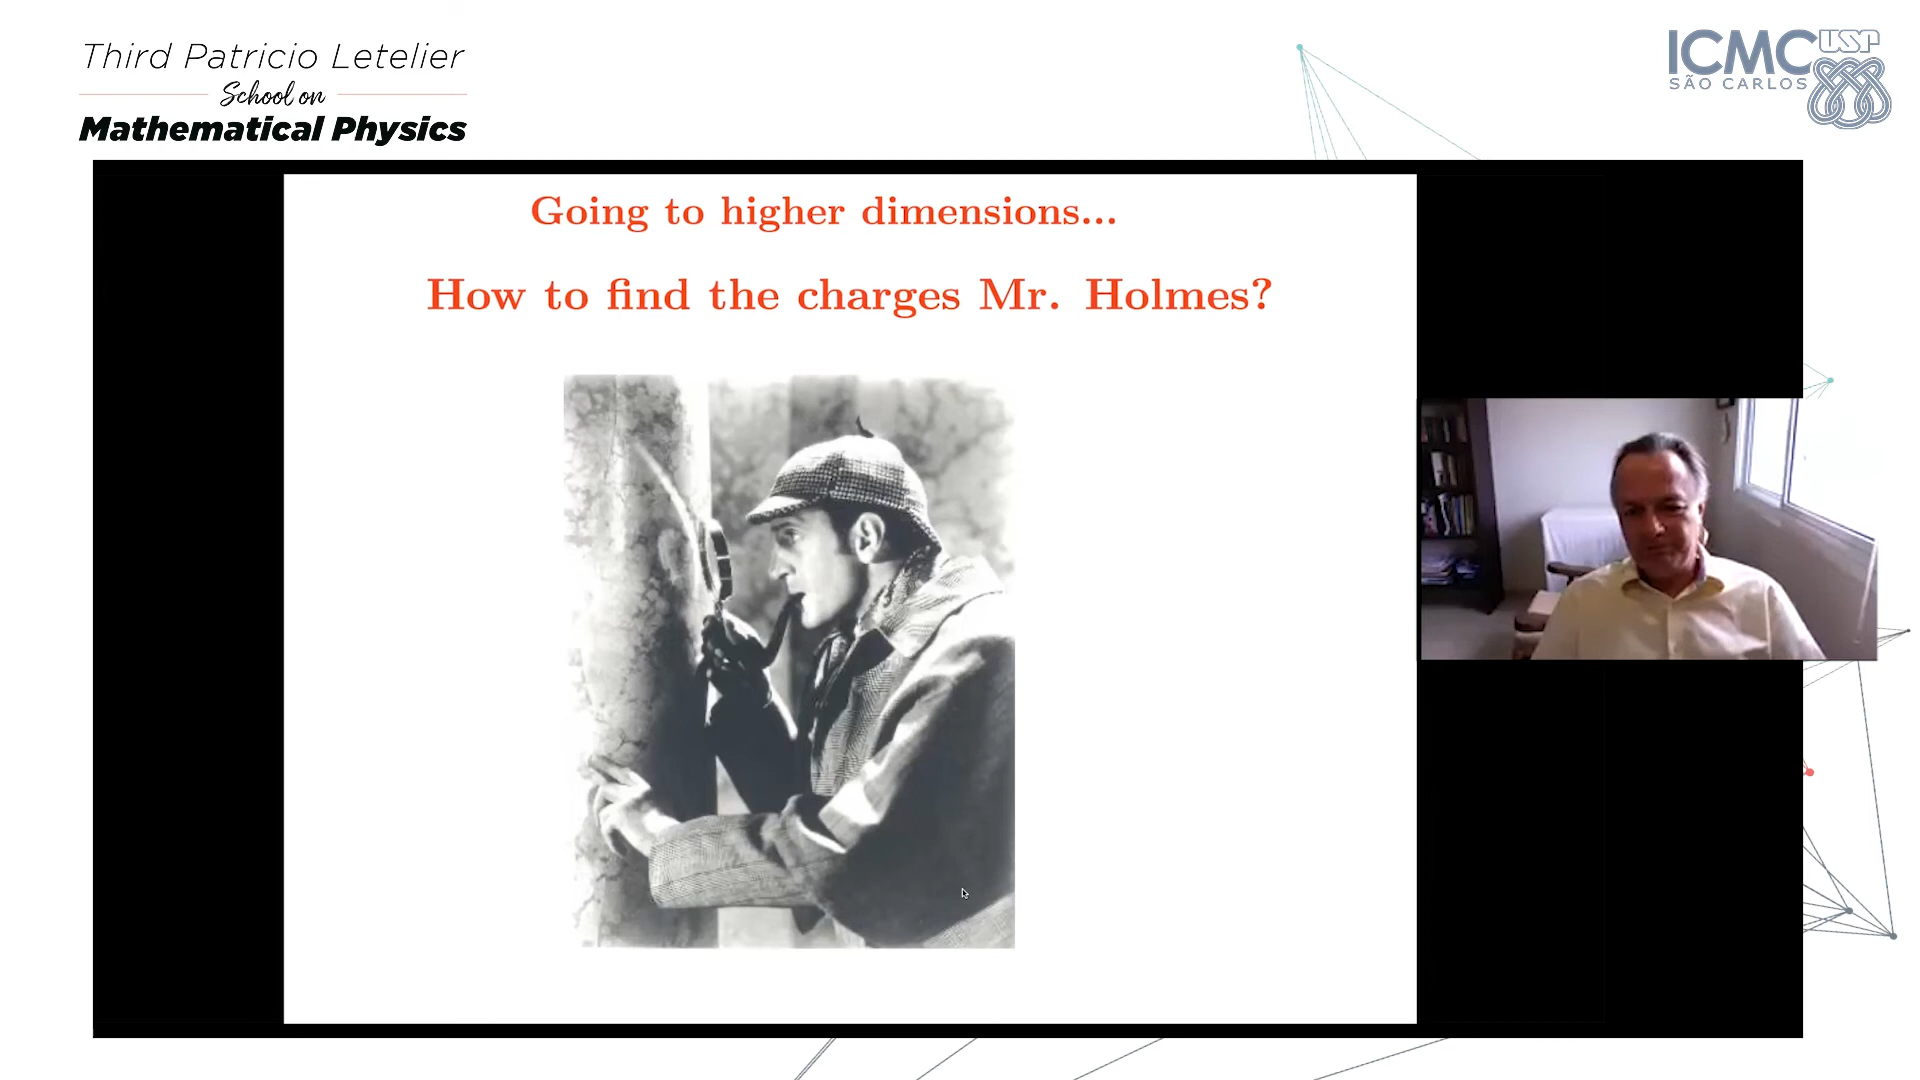 Third Patricio Letelier
School on
Mathematical Physics
ICMC USP
SÃO CARLOS
Going to higher dimensions...
How to find the charges Mr. Holmes?